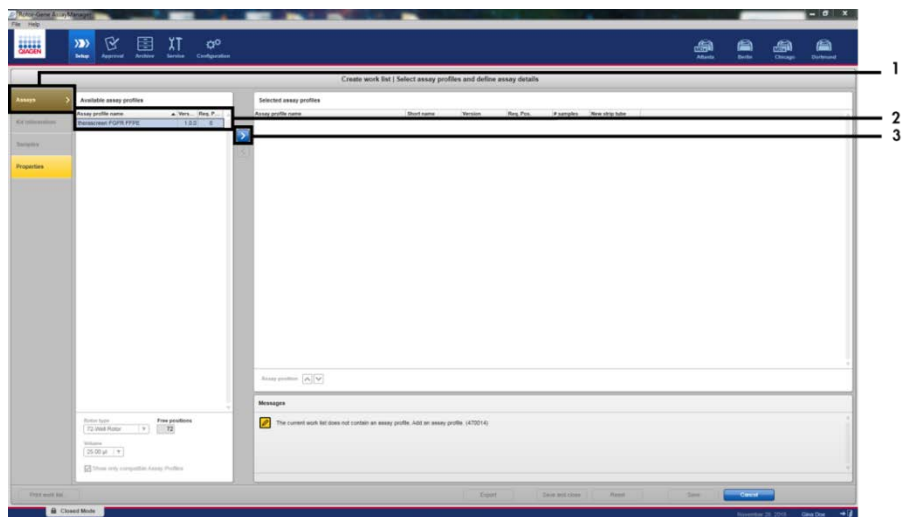 Rotor-Gene AssayManager
File Help
QIAGEN
Setup Approval Archive Service Configuration
Atlanta Berlin Chicago Dortmund
Create work list | Select assay profiles and define assay details
1
Assays
Available assay profiles
Selected assay profiles
Assay profile name Vers... Req. P...
Assay profile name Short name Version Req. Pos. # samples New strip tube
2
therascreen FGFR FFPE 1.0.0 6
3
Kit information
Samples
Properties
Assay position:
Messages
The current work list does not contain an assay profile. Add an assay profile. (470014)
Rotor type Free positions
72-Well Rotor 72
Volume
25.00 µl
Show only compatible Assay Profiles
Print work list Export Save and close Reset Save Cancel
Closed Mode
November